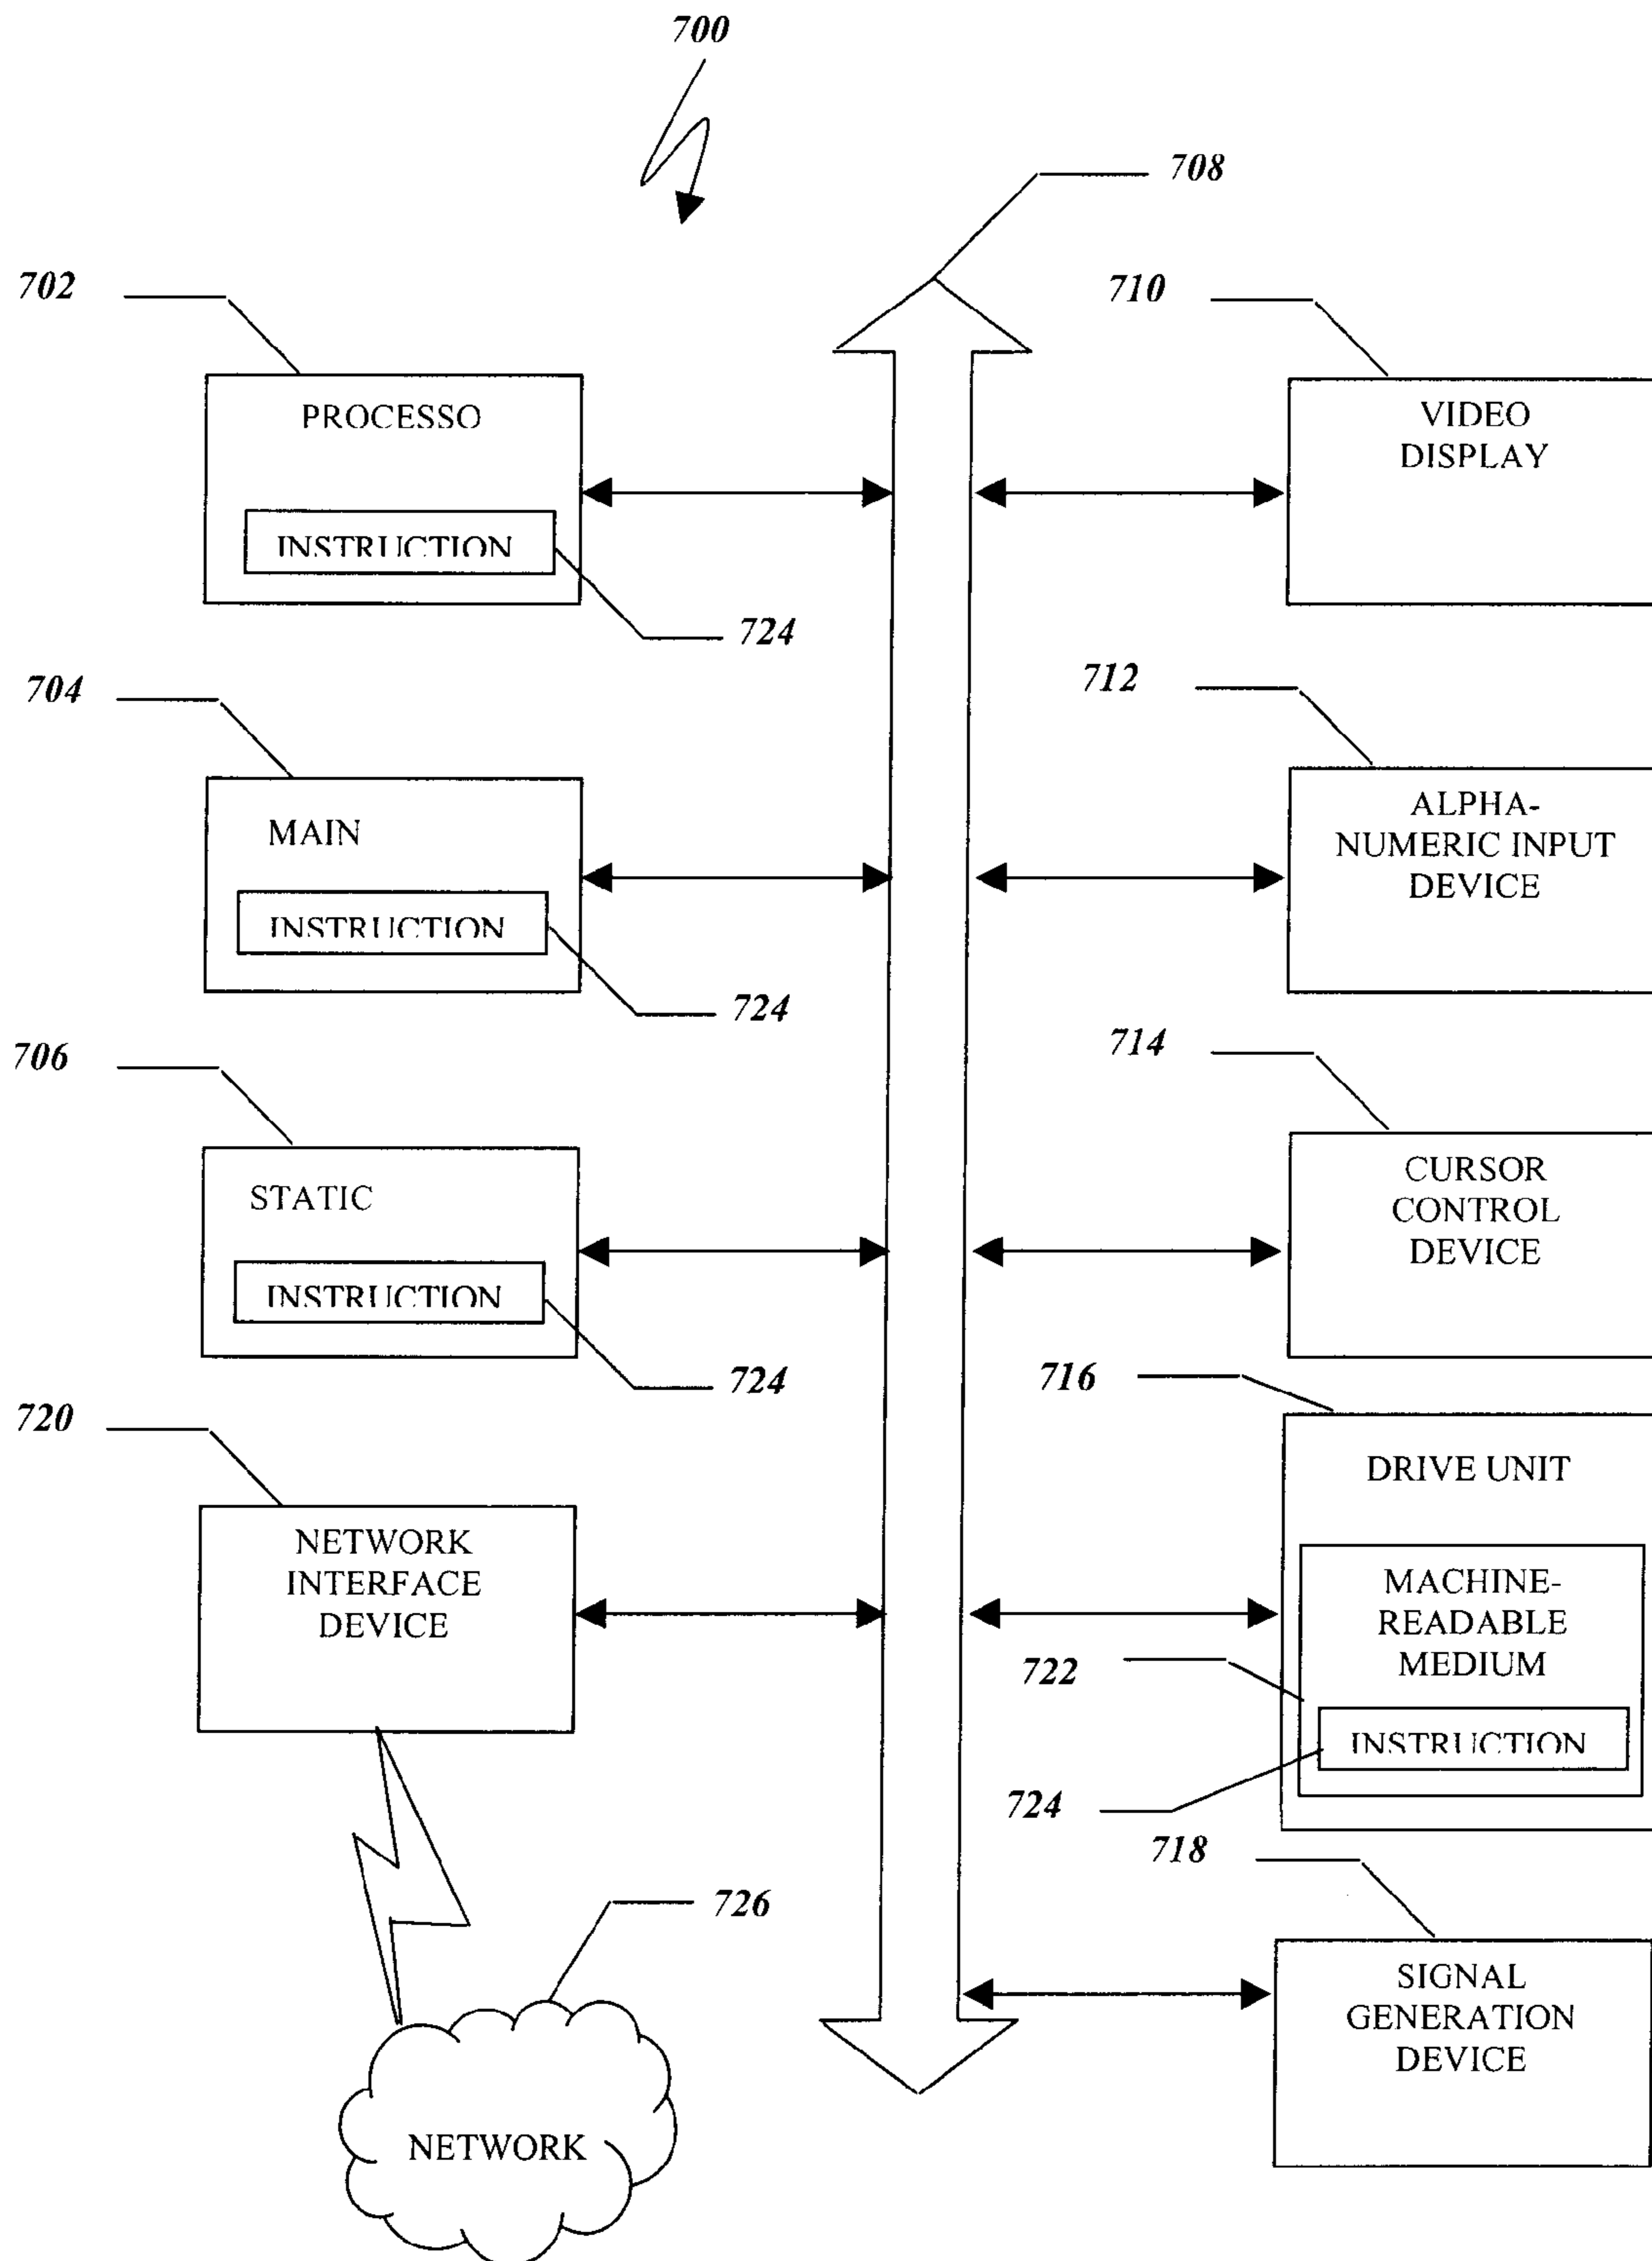 700
708
702
PROCESSO
INSTRUCTION
724
710
VIDEO
DISPLAY
704
MAIN
INSTRUCTION
724
712
ALPHA-
NUMERIC INPUT
DEVICE
706
STATIC
INSTRUCTION
724
714
CURSOR
CONTROL
DEVICE
720
NETWORK
INTERFACE
DEVICE
716
DRIVE UNIT
MACHINE-
READABLE
MEDIUM
722
INSTRUCTION
724
718
SIGNAL
GENERATION
DEVICE
726
NETWORK